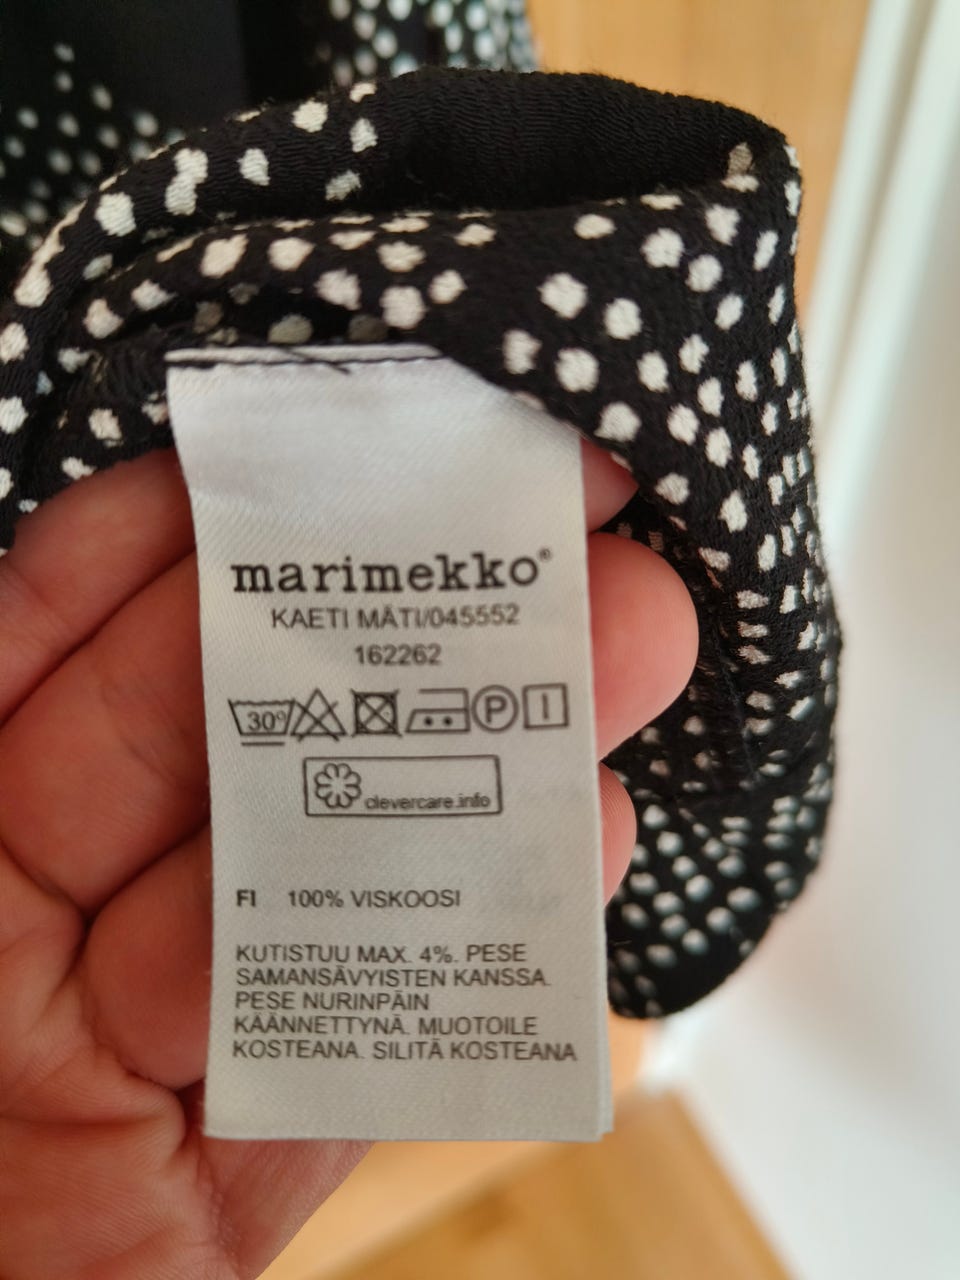 marimekko®
KAETI MÄTI/045552
162262
30°
P
clevercare.info
FI 100% VISKOOSI
KUTISTUU MAX. 4%. PESE
SAMANSÄVYISTEN KANSSA.
PESE NURINPÄIN
KÄÄNNETTYNÄ. MUOTOILE
KOSTEANA. SILITÄ KOSTEANA